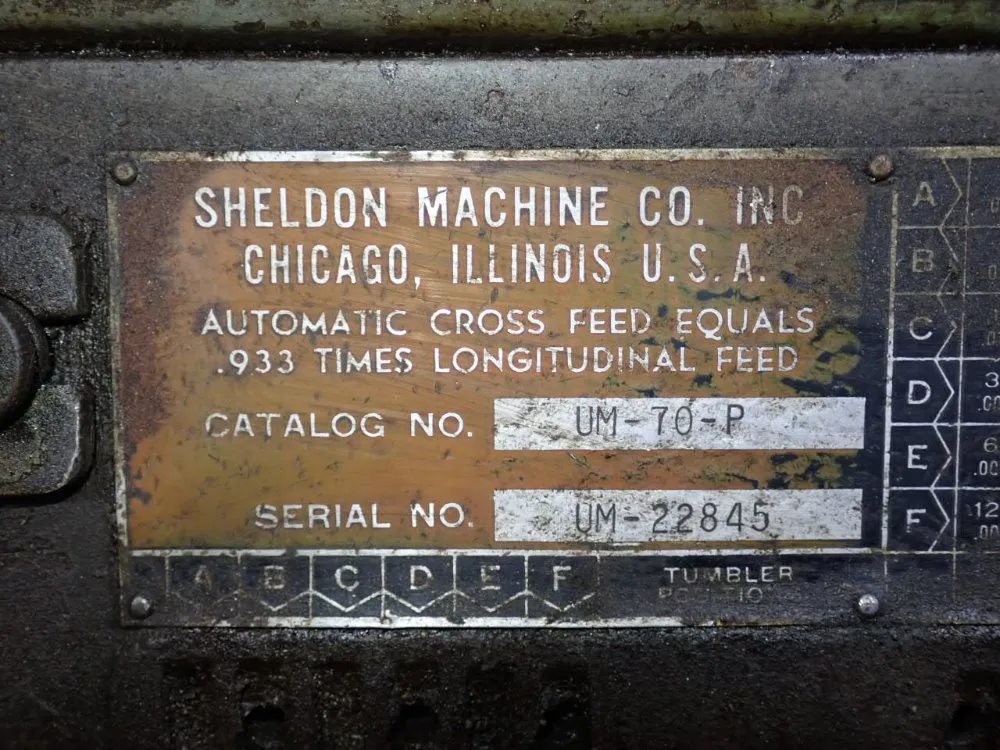 SHELDON MACHINE CO. INC
CHICAGO, ILLINOIS U.S.A.
AUTOMATIC CROSS FEED EQUALS
.933 TIMES LONGITUDINAL FEED
CATALOG NO. UM-70-P
SERIAL NO. UM-22845
A B C D E F TUMBLER
POSITIONS
A
B
C
D
E
F